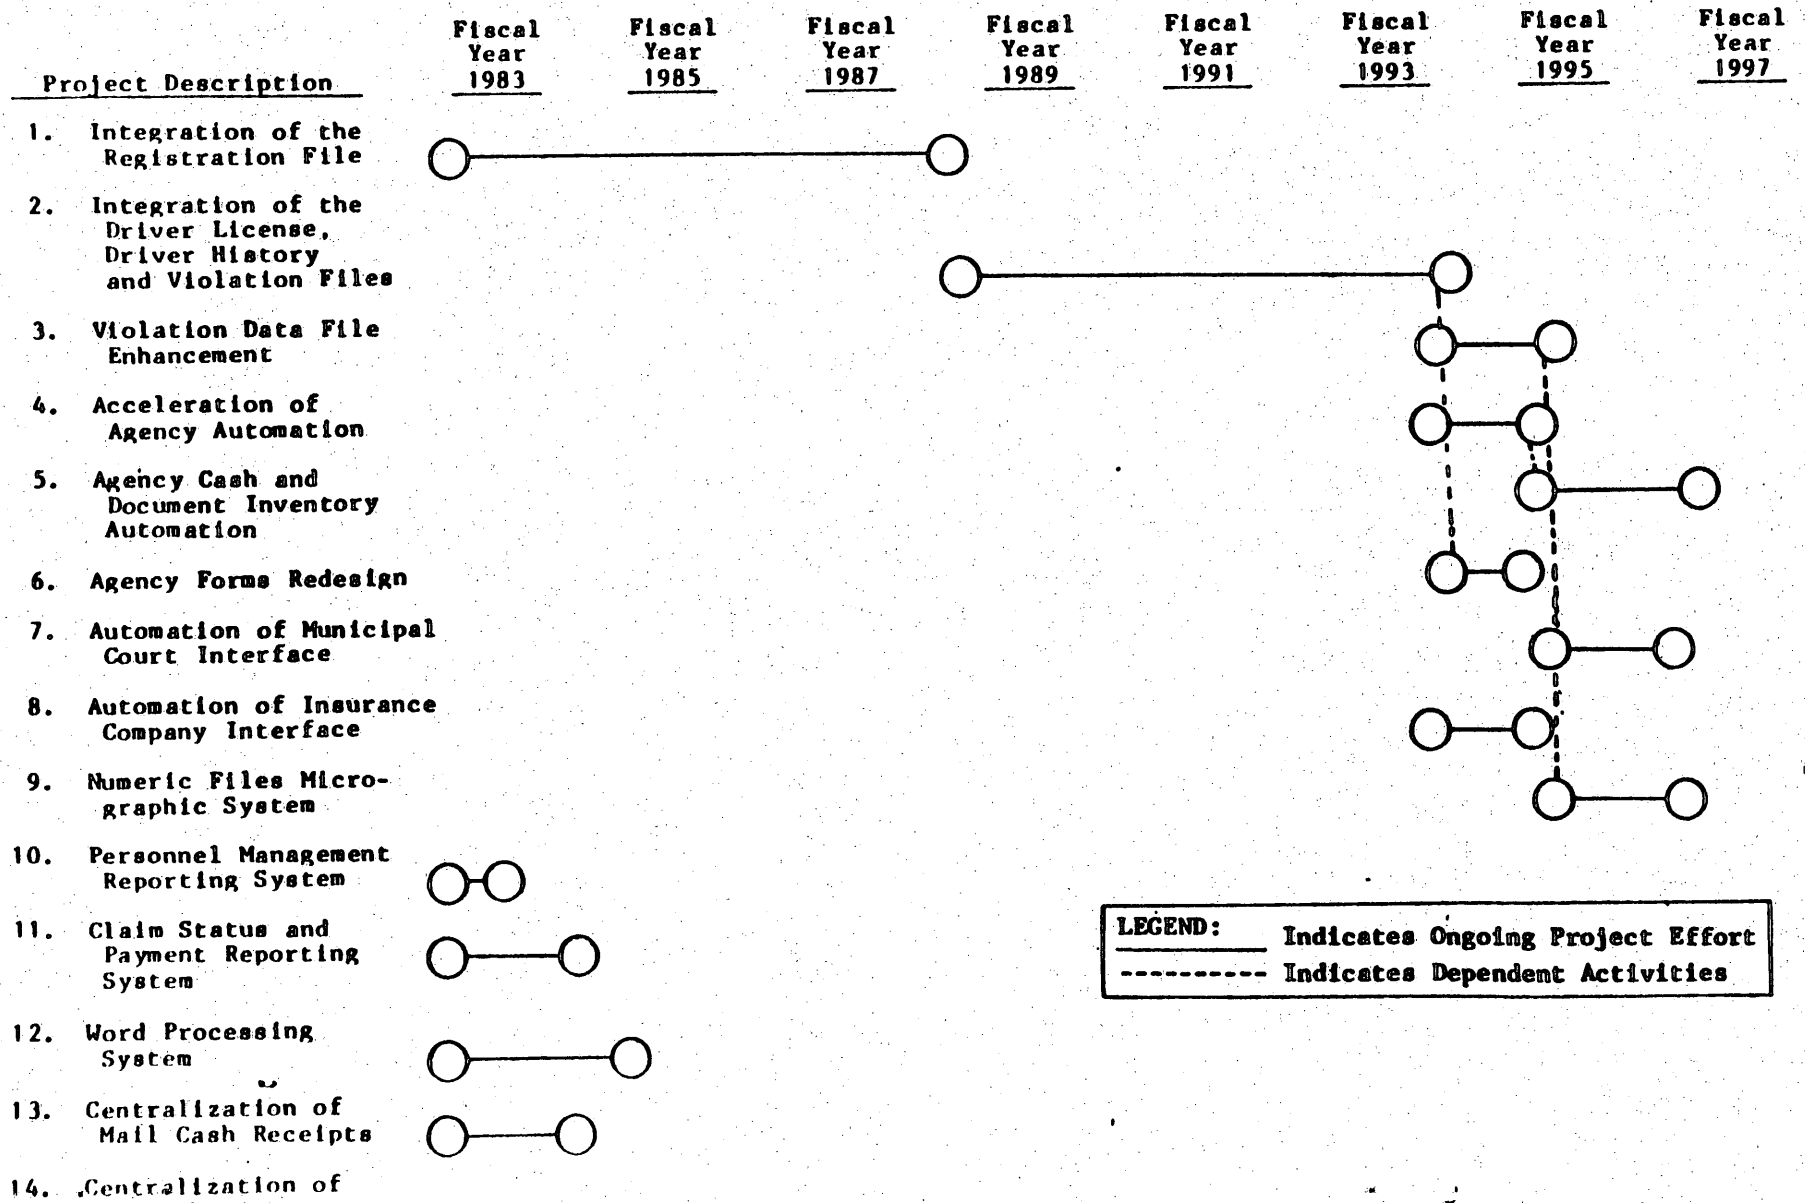 Fiscal Year 1983
Fiscal Year 1985
Fiscal Year 1987
Fiscal Year 1989
Fiscal Year 1991
Fiscal Year 1993
Fiscal Year 1995
Fiscal Year 1997
Project Description
1. Integration of the
Registration File
2. Integration of the
Driver License,
Driver History
and Violation Files
3. Violation Data File
Enhancement
4. Acceleration of
Agency Automation
5. Agency Cash and
Document Inventory
Automation
6. Agency Forms Redesign
7. Automation of Municipal
Court Interface
8. Automation of Insurance
Company Interface
9. Numeric Files Micro-
graphic System
10. Personnel Management
Reporting System
11. Claim Status and
Payment Reporting
System
12. Word Processing
System
13. Centralization of
Mail Cash Receipts
14. Centralization of
LEGEND:
Indicates Ongoing Project Effort
Indicates Dependent Activities